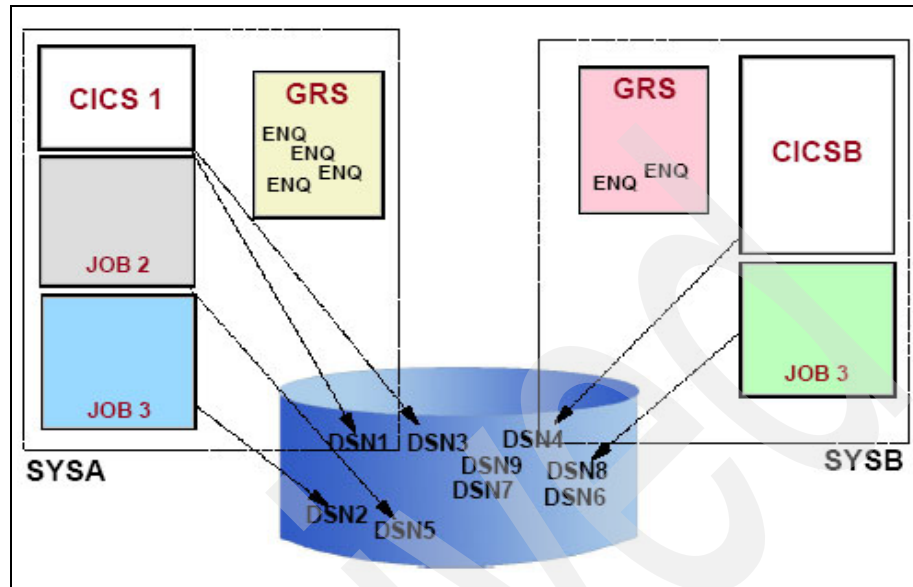 CICS 1
GRS
ENQ
ENQ
ENQ
ENQ
JOB 2
JOB 3
SYSA
GRS
ENQ
ENQ
CICSB
JOB 3
SYSB
DSN1
DSN3
DSN4
DSN9
DSN8
DSN7
DSN6
DSN2
DSN5